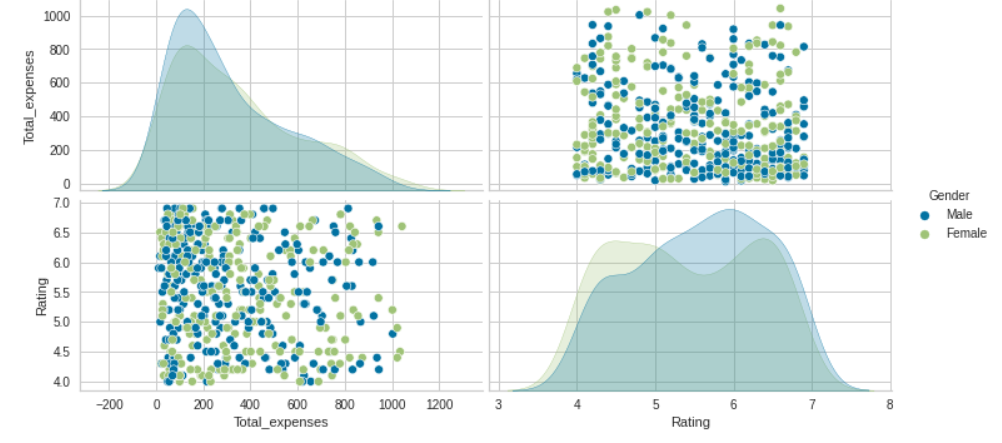 1000
800
600
400
200
0
Total_expenses
7.0
6.5
6.0
5.5
5.0
4.5
4.0
Rating
−200 0 200 400 600 800 1000 1200
Total_expenses
3 4 5 6 7 8
Rating
Gender
Male
Female